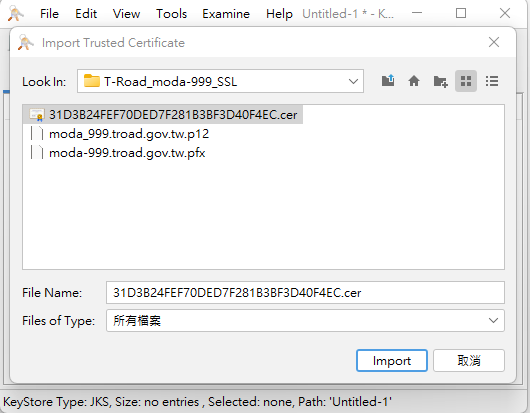 File Edit View Tools Examine Help Untitled-1 * - K...
Import Trusted Certificate
Look In: T-Road_moda-999_SSL
31D3B24FEF70DED7F281B3BF3D40F4EC.cer
moda_999.troad.gov.tw.p12
moda-999.troad.gov.tw.pfx
File Name: 31D3B24FEF70DED7F281B3BF3D40F4EC.cer
Files of Type: 所有檔案
Import 取消
KeyStore Type: JKS, Size: no entries , Selected: none, Path: 'Untitled-1'